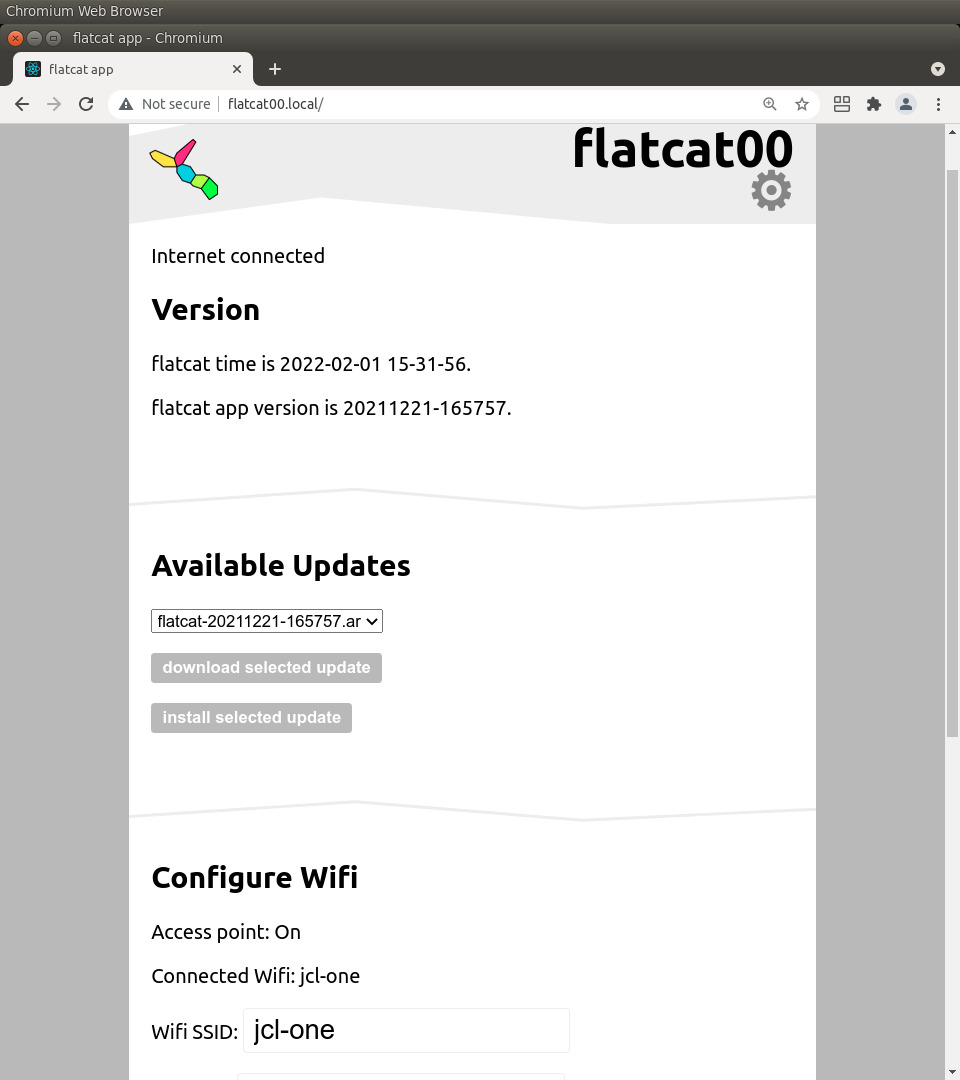 Chromium Web Browser
flatcat app - Chromium
flatcat app
Not secure
flatcat00.local/
flatcat00
Internet connected
Version
flatcat time is 2022-02-01 15-31-56.
flatcat app version is 20211221-165757.
Available Updates
flatcat-20211221-165757.ar
download selected update
install selected update
Configure Wifi
Access point: On
Connected Wifi: jcl-one
Wifi SSID: jcl-one